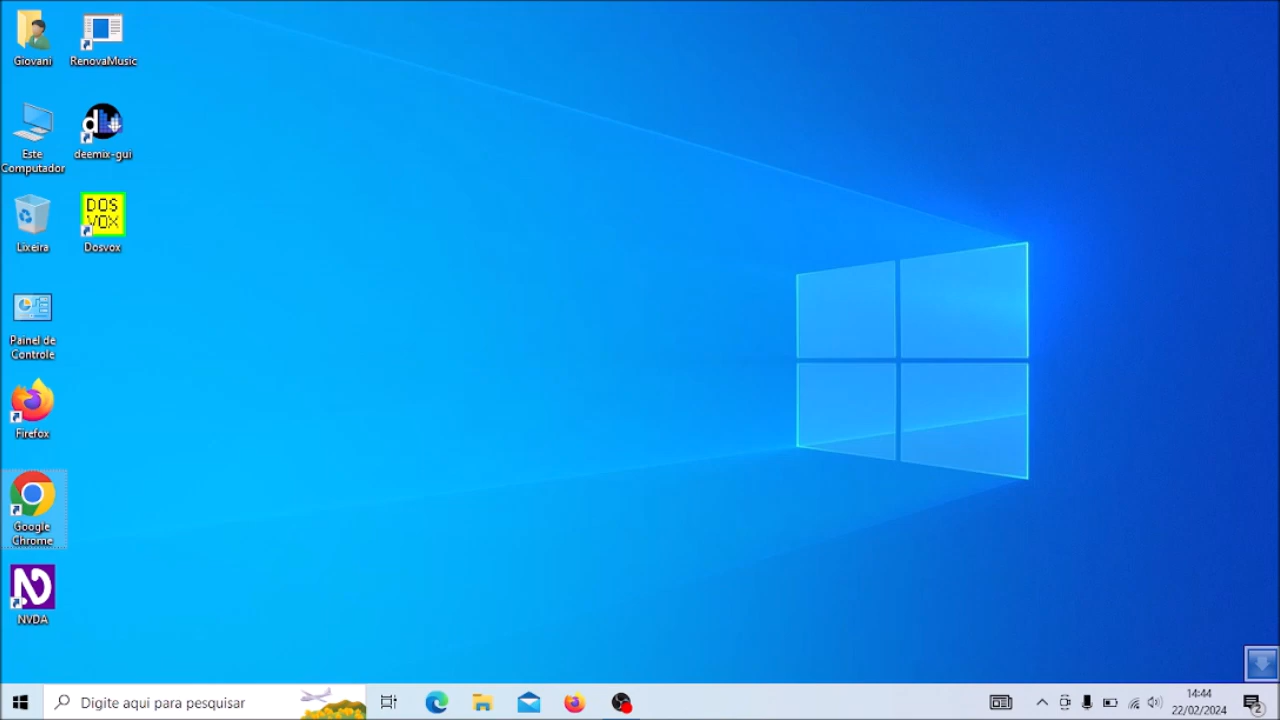 Giovani
RenovaMusic
Este
Computador
deemix-gui
Lixeira
DOS
VOX
Dosvox
Painel de
Controle
Firefox
Google
Chrome
NVDA
Digite aqui para pesquisar
14:44
22/02/2024
2